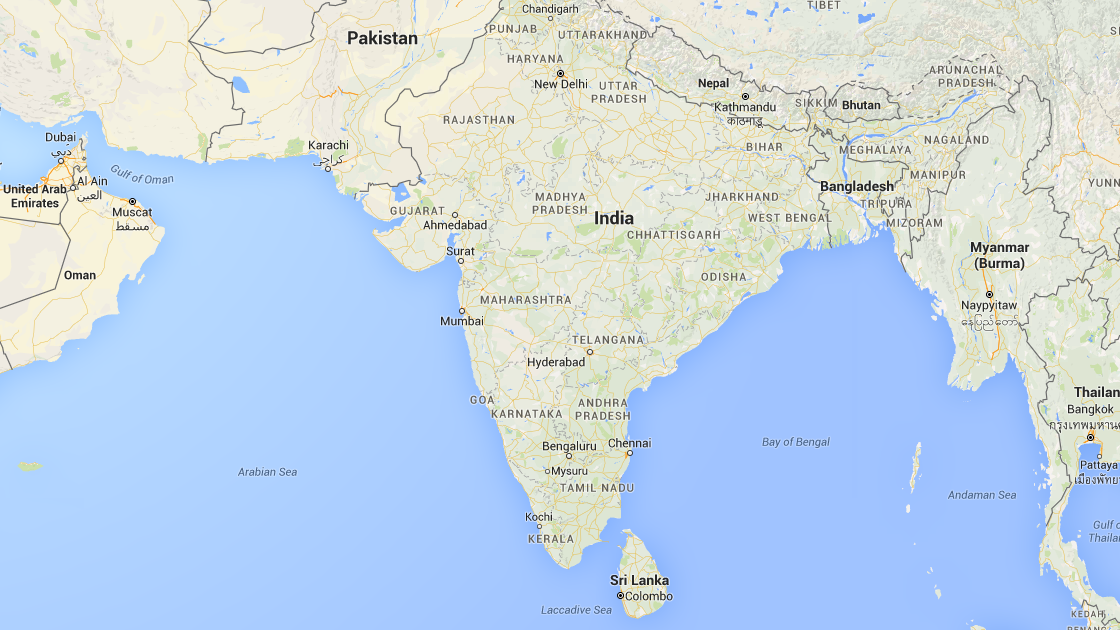 Chandigarh
TIBET
PUNJAB
UTTARAKHAND
Pakistan
HARYANA
ARUNACHAL
PRADESH
New Delhi
Nepal
UTTAR
PRADESH
SIKKIM
Bhutan
Kathmandu
काठमाडौं
RAJASTHAN
Dubai
دبي
Karachi
كراچى
BIHAR
MEGHALAYA
NAGALAND
Gulf of Oman
MANIPUR
YUNN
United Arab
Emirates
Al Ain
العين
Bangladesh
MADHYA
PRADESH
JHARKHAND
TRIPURA
Muscat
مسقط
GUJARAT
Ahmedabad
India
WEST BENGAL
MIZORAM
CHHATTISGARH
Surat
Myanmar
(Burma)
Oman
ODISHA
MAHARASHTRA
Naypyitaw
နေပြည်တော်
Mumbai
TELANGANA
Hyderabad
Thailan
GOA
KARNATAKA
ANDHRA
PRADESH
Bangkok
กรุงเทพมหาน
Bengaluru
Chennai
Bay of Bengal
Arabian Sea
Mysuru
Pattaya
เมืองพัทย
TAMIL NADU
Andaman Sea
Kochi
Gulf o
Thailan
KERALA
Sri Lanka
Colombo
Laccadive Sea
KEDAH
PENANG